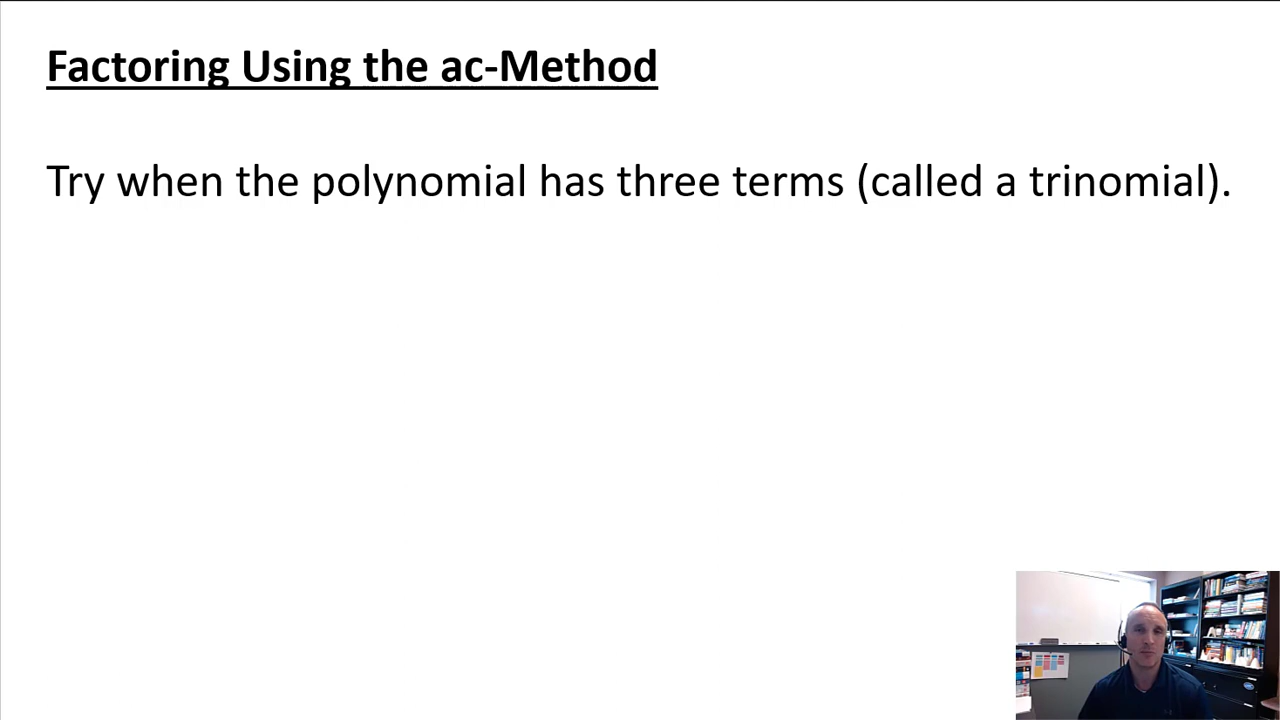 Factoring Using the ac-Method
Try when the polynomial has three terms (called a trinomial).